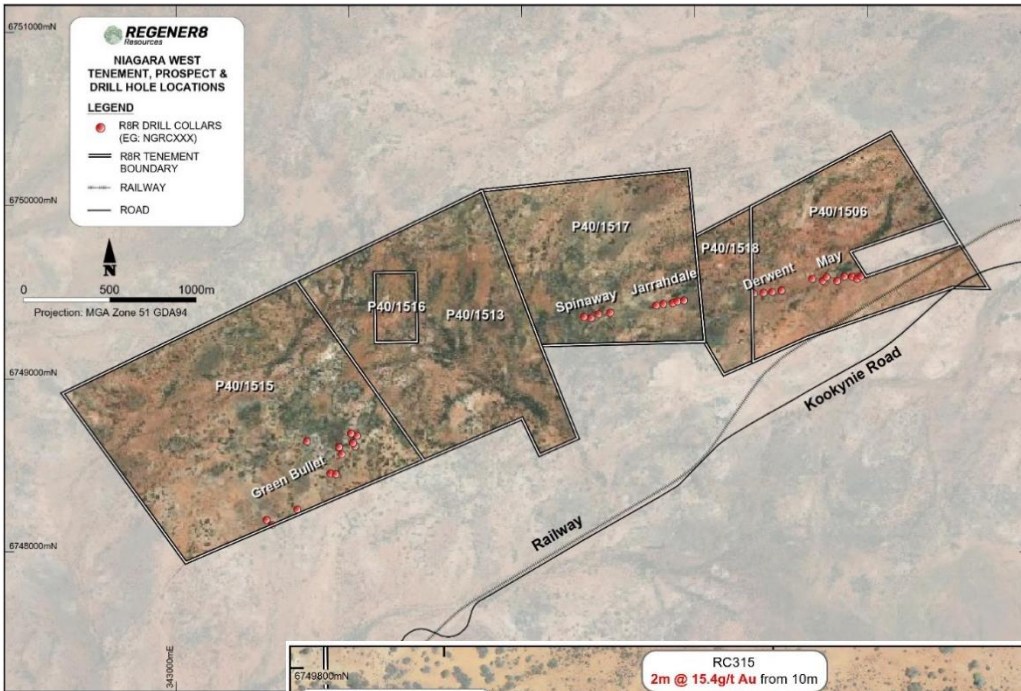 6751000mN
REGENER8
Resources
NIAGARA WEST
TENEMENT, PROSPECT &
DRILL HOLE LOCATIONS
LEGEND
R8R DRILL COLLARS
(EG: NGRCXXX)
R8R TENEMENT
BOUNDARY
RAILWAY
ROAD
6750000mN
N
0 500 1000m
Projection: MGA Zone 51 GDA94
P40/1506
P40/1517
P40/1518
May
Derwent
Jarrahdale
Spinaway
P40/1516
P40/1513
6749000mN
P40/1515
Kookynie Road
Green Bullet
Railway
6748000mN
343000mE
6749800mN
RC315
2m @ 15.4g/t Au from 10m